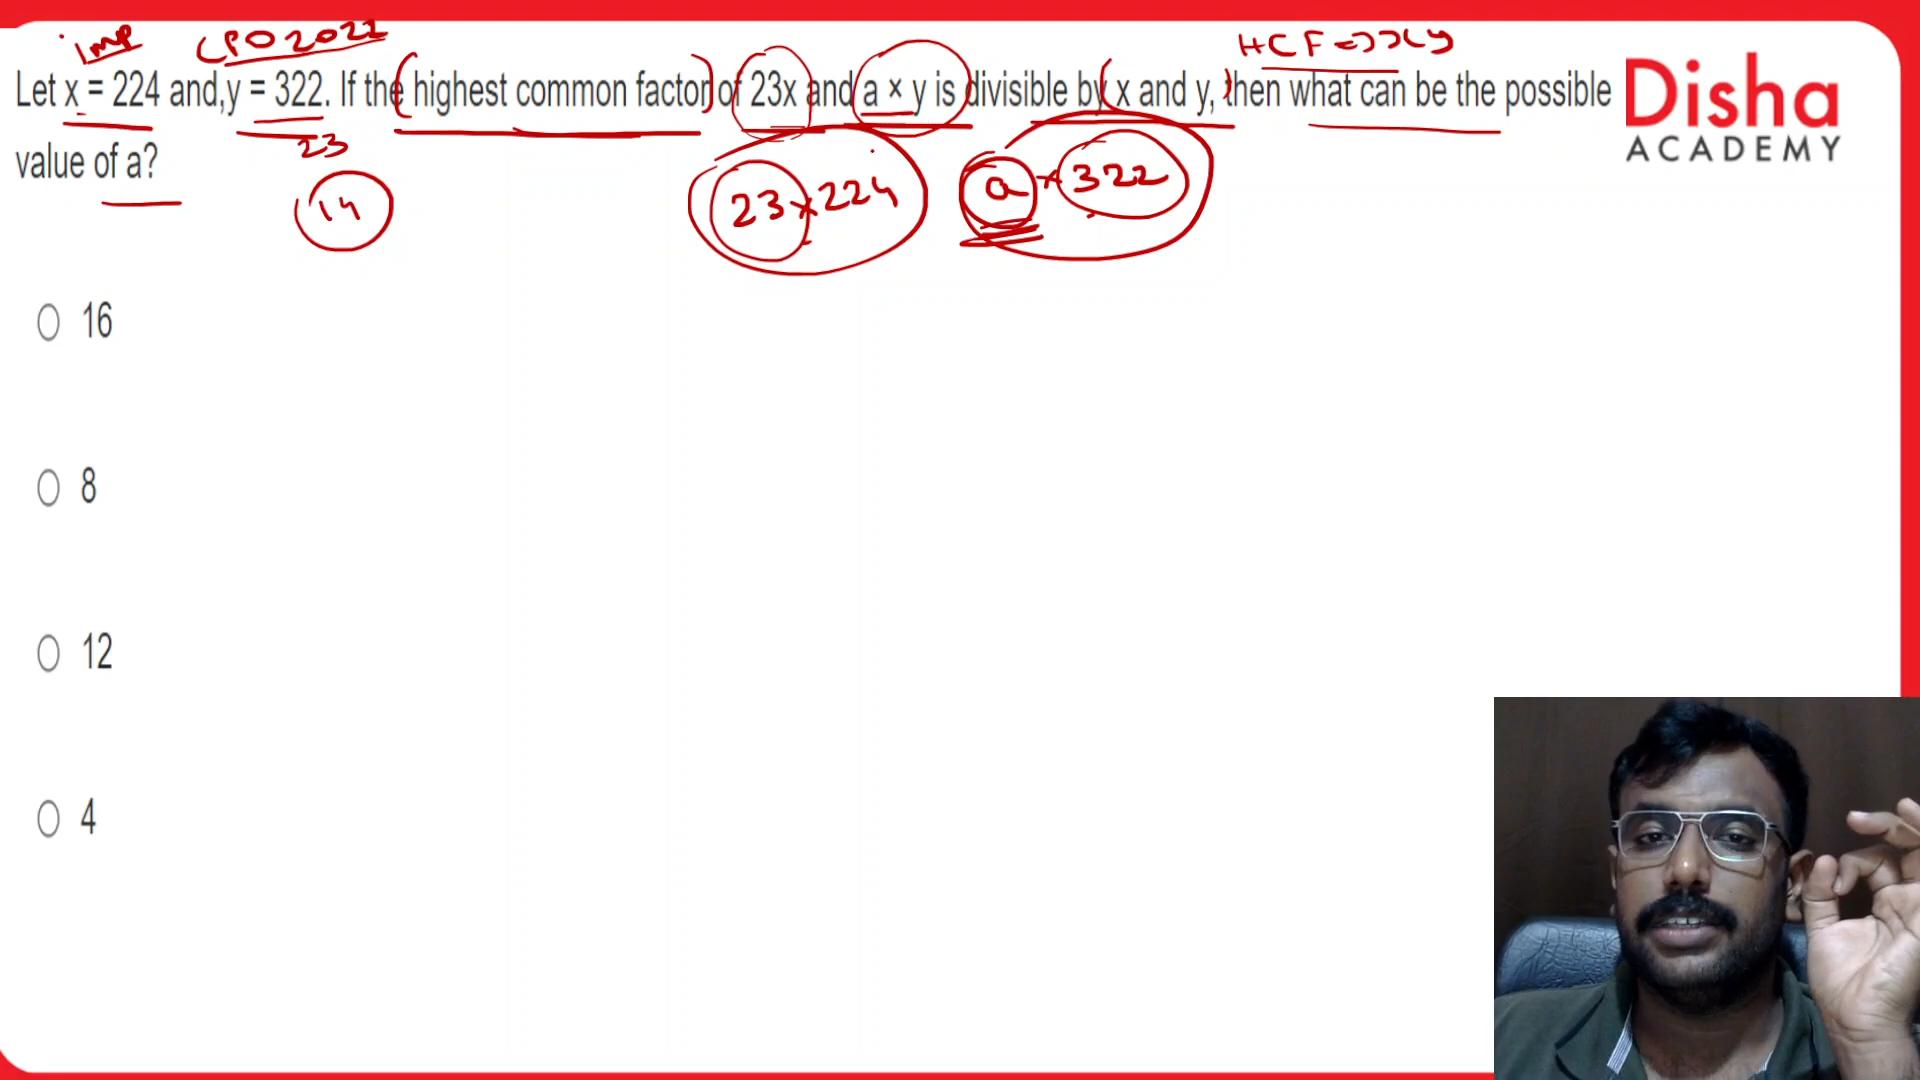 imp CPO 2022 HCF => x y
Let x = 224 and,y = 322. If the highest common factor of 23x and a × y is divisible by x and y, then what can be the possible
value of a?
23
14
23 × 224
a × 322
16
8
12
4
Disha
ACADEMY